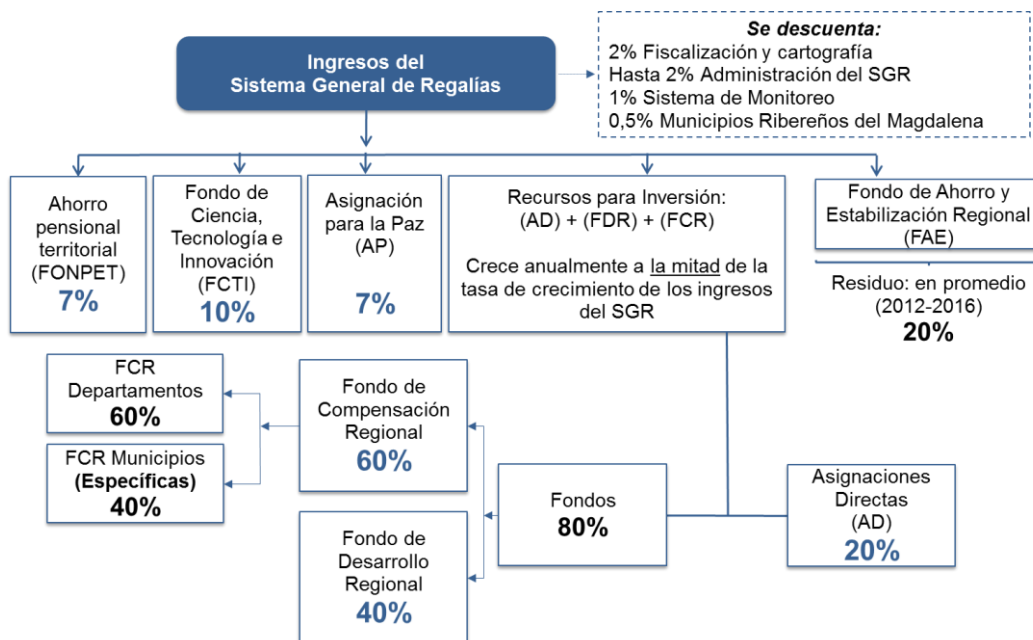 Ingresos del
Sistema General de Regalías
Se descuenta:
2% Fiscalización y cartografía
Hasta 2% Administración del SGR
1% Sistema de Monitoreo
0,5% Municipios Ribereños del Magdalena
Ahorro
pensional
territorial
(FONPET)
7%
Fondo de
Ciencia,
Tecnología e
Innovación
(FCTI)
10%
Asignación
para la Paz
(AP)
7%
Recursos para Inversión:
(AD) + (FDR) + (FCR)
Crece anualmente a la mitad de la
tasa de crecimiento de los ingresos
del SGR
Fondo de Ahorro y
Estabilización Regional
(FAE)
Residuo: en promedio
(2012-2016)
20%
FCR
Departamentos
60%
FCR Municipios
(Específicas)
40%
Fondo de
Compensación
Regional
60%
Fondo de
Desarrollo
Regional
40%
Fondos
80%
Asignaciones
Directas
(AD)
20%